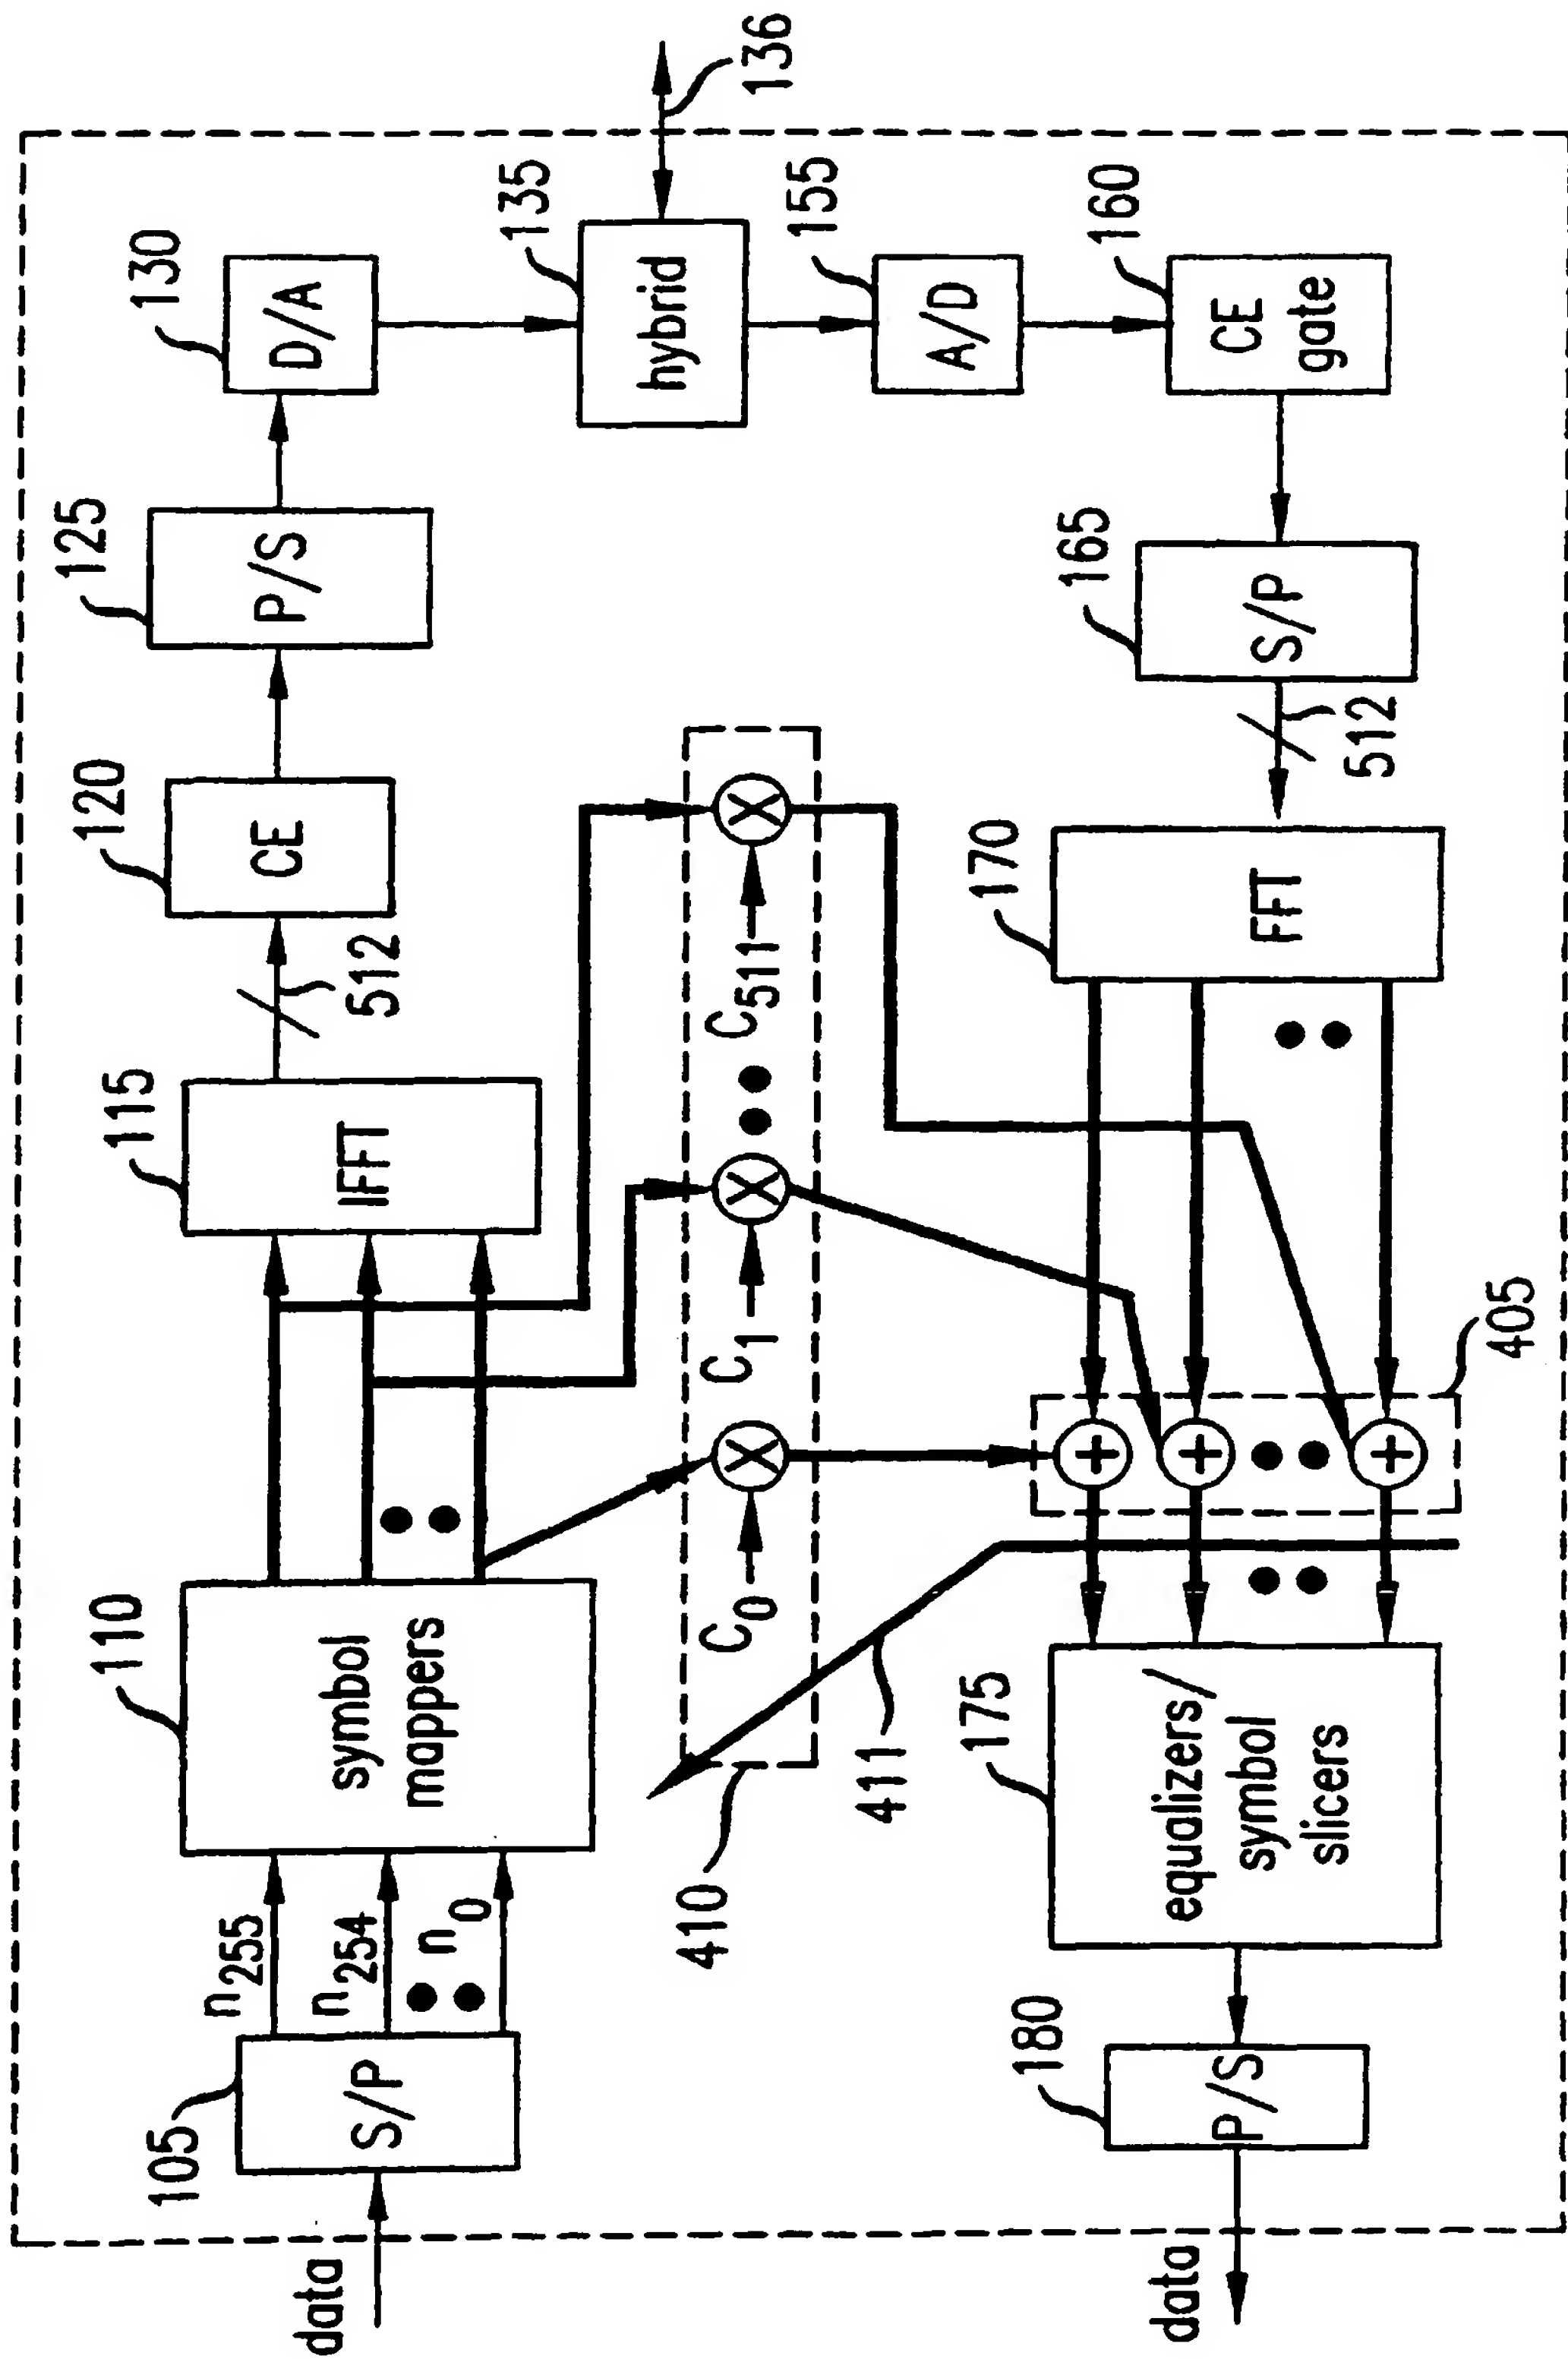 data
105
S/P
n255
n254
n0
110
symbol
mappers
115
IFFT
512
120
CE
125
P/S
130
D/A
135
hybrid
136
155
A/D
160
CE
gate
165
S/P
512
170
FFT
C0
C1
C511
410
411
405
175
equalizers/
symbol
slicers
180
P/S
data